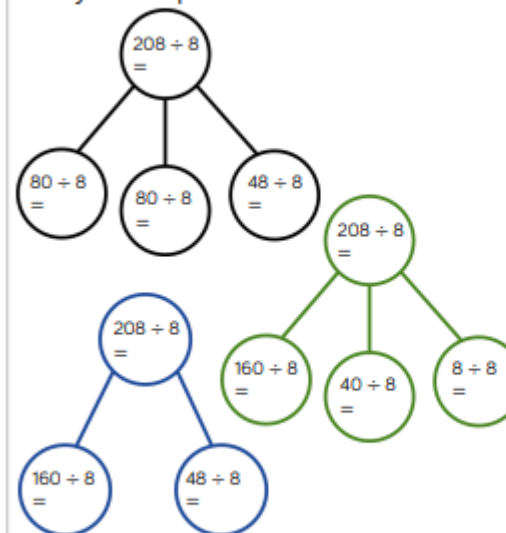 208 ÷ 8
=
80 ÷ 8
=
80 ÷ 8
=
48 ÷ 8
=
208 ÷ 8
=
160 ÷ 8
=
40 ÷ 8
=
8 ÷ 8
=
208 ÷ 8
=
160 ÷ 8
=
48 ÷ 8
=